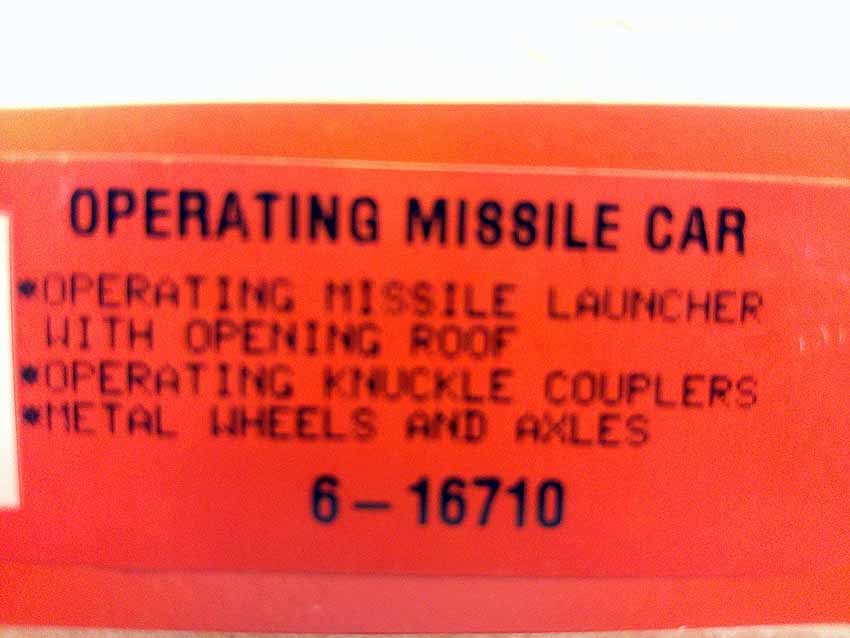 OPERATING MISSILE CAR
*OPERATING MISSILE LAUNCHER
WITH OPENING ROOF
*OPERATING KNUCKLE COUPLERS
*METAL WHEELS AND AXLES
6-16710